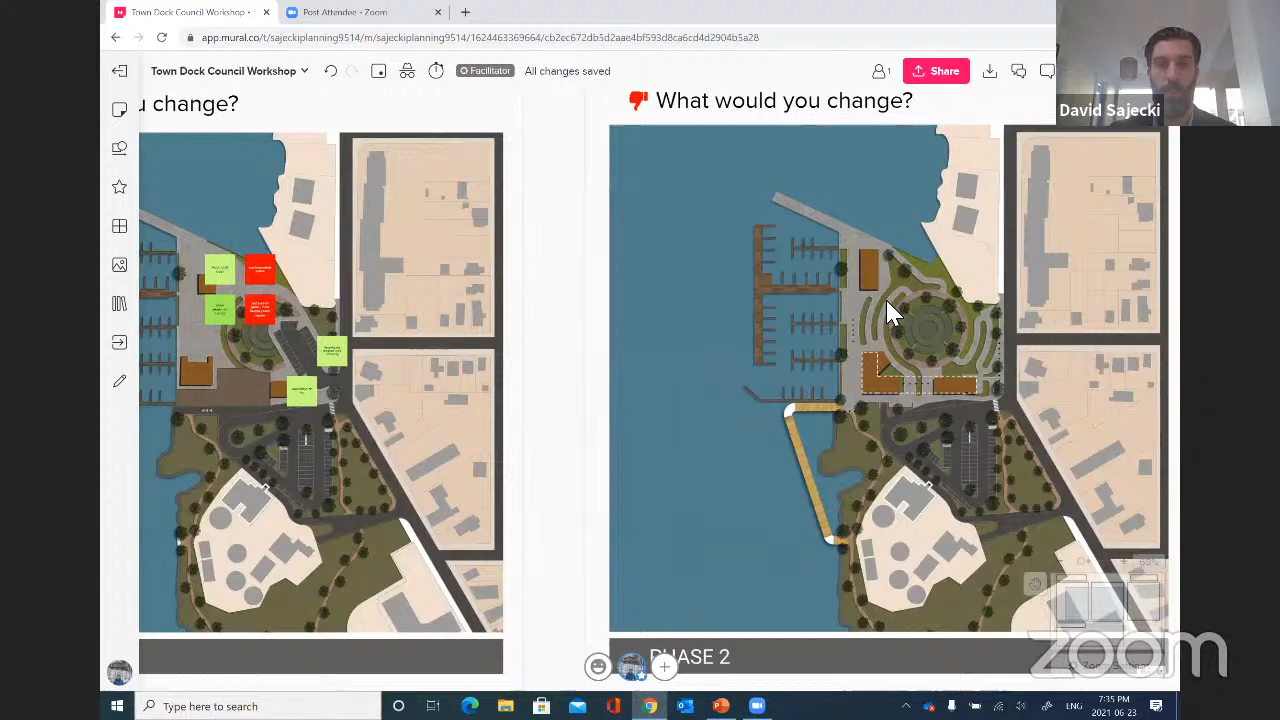 Town Dock Council Workshop •
Post Attendee - Zoom
app.mural.co/t/sajeckiplanning9514/m/sajeckiplanning9514/1624463369664/cb2ec672db5d2aae4bf593d8ca6cd4d2904b5a28
Town Dock Council Workshop
Facilitator
All changes saved
1
Share
David Sajecki
u change?
What would you change?
PHASE 2
zoom
Type here to search
ENG
7:35 PM
2021-06-23